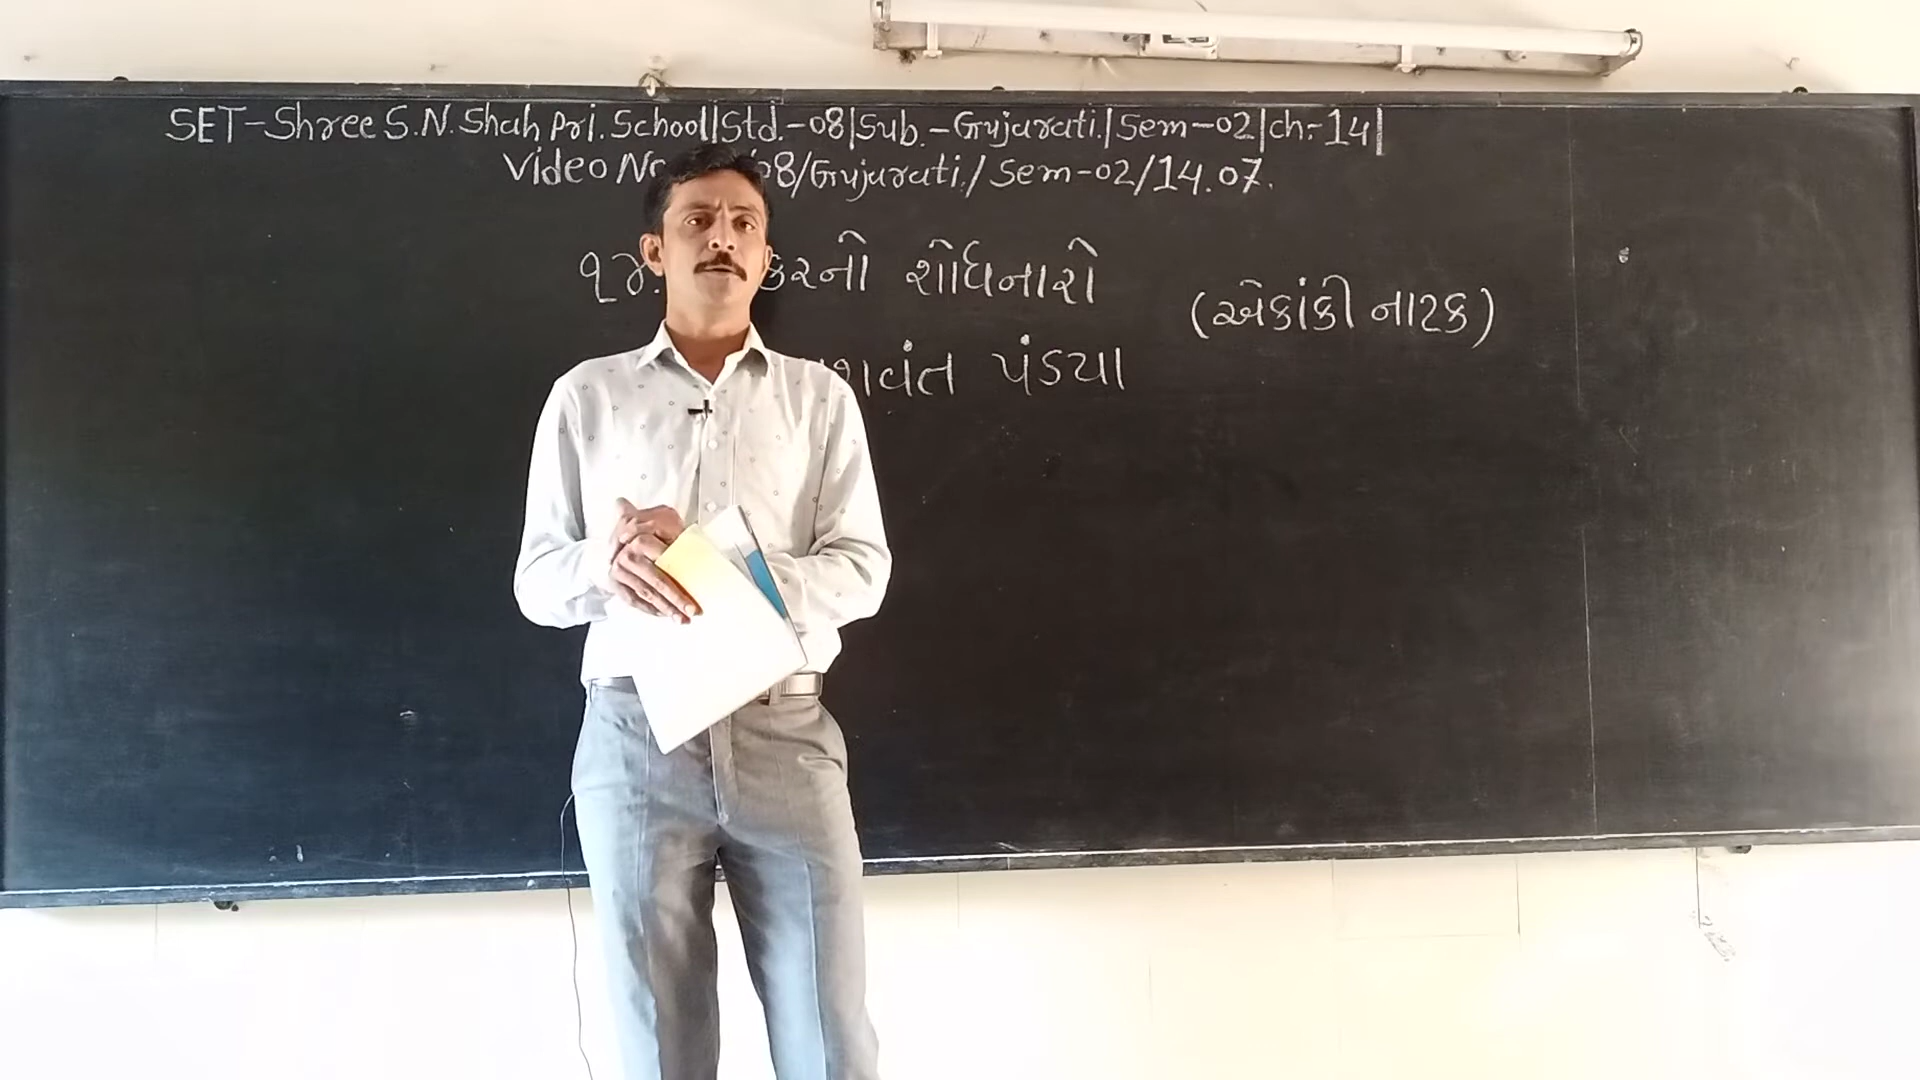 SET-Shree S.N. Shah Pri. School||Std.-08|Sub.-Gujarati.|Sem-02|ch.-14|
Video No 08/Gujarati./Sem-02/14.07.
૧૪. કરનો શોધનારો
(એકાંકી નાટક)
શવંત પંડયા